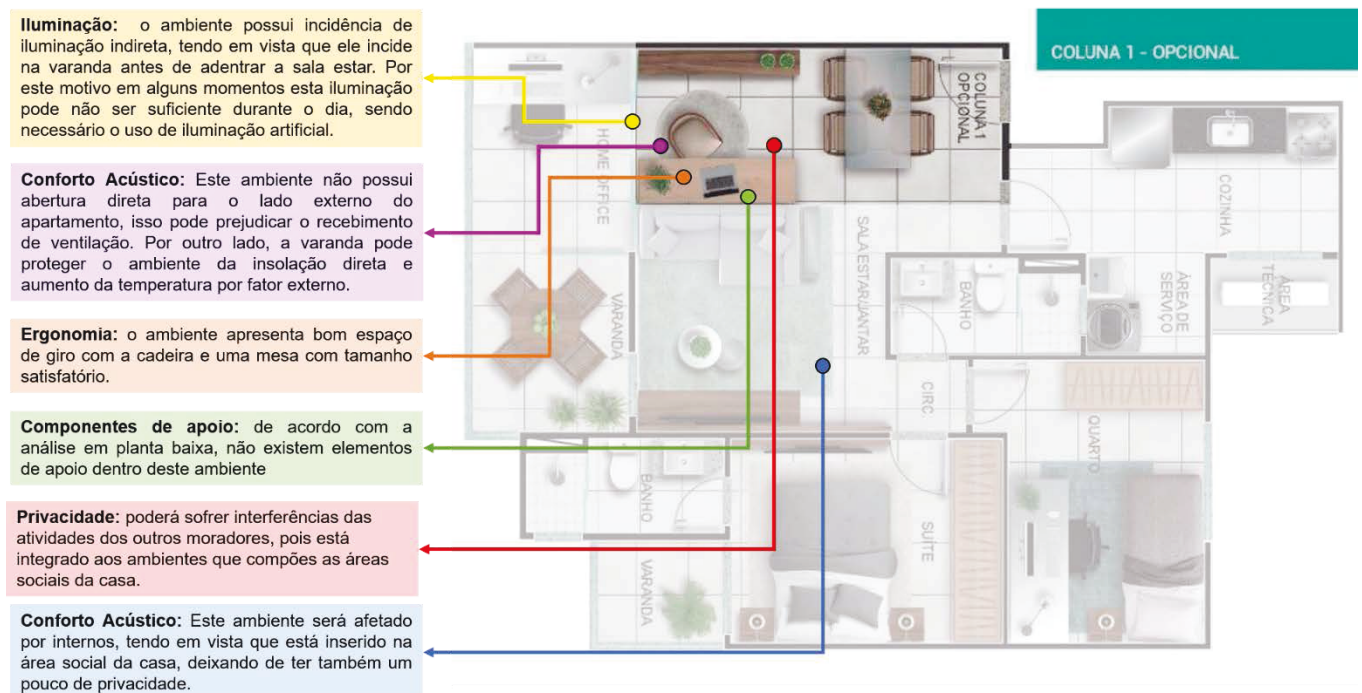 Iluminação: o ambiente possui incidência de
iluminação indireta, tendo em vista que ele incide
na varanda antes de adentrar a sala estar. Por
este motivo em alguns momentos esta iluminação
pode não ser suficiente durante o dia, sendo
necessário o uso de iluminação artificial.
Conforto Acústico: Este ambiente não possui
abertura direta para o lado externo do
apartamento, isso pode prejudicar o recebimento
de ventilação. Por outro lado, a varanda pode
proteger o ambiente da insolação direta e
aumento da temperatura por fator externo.
Ergonomia: o ambiente apresenta bom espaço
de giro com a cadeira e uma mesa com tamanho
satisfatório.
Componentes de apoio: de acordo com a
análise em planta baixa, não existem elementos
de apoio dentro deste ambiente
Privacidade: poderá sofrer interferências das
atividades dos outros moradores, pois está
integrado aos ambientes que compões as áreas
sociais da casa.
Conforto Acústico: Este ambiente será afetado
por internos, tendo em vista que está inserido na
área social da casa, deixando de ter também um
pouco de privacidade.
COLUNA 1 - OPCIONAL
COLUNA 1
OPCIONAL
HOME OFFICE
COZINHA
SALA ESTAR/JANTAR
VARANDA
BANHO
ÁREA DE
SERVIÇO
ÁREA
TÉCNICA
CIRC
QUARTO
BANHO
SUÍTE
VARANDA